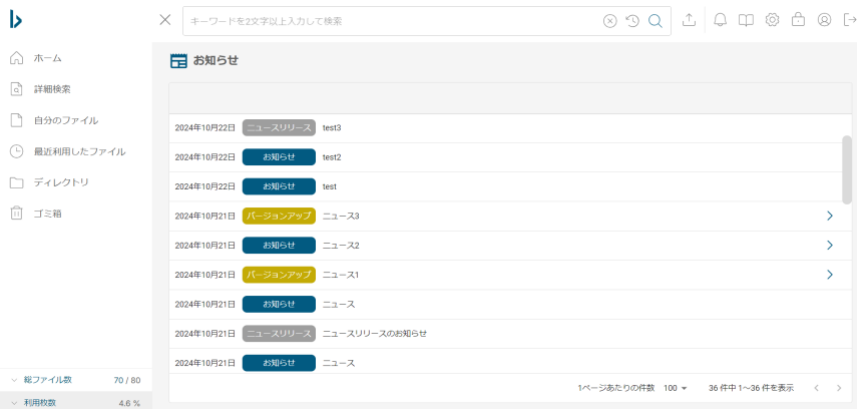 キーワードを2文字以上入力して検索
ホーム
詳細検索
自分のファイル
最近利用したファイル
ディレクトリ
ゴミ箱
総ファイル数 70 / 80
利用枚数 4.6 %
お知らせ
2024年10月22日 ニュースリリース test3
2024年10月22日 お知らせ test2
2024年10月22日 お知らせ test
2024年10月21日 バージョンアップ ニュース3
2024年10月21日 お知らせ ニュース2
2024年10月21日 バージョンアップ ニュース1
2024年10月21日 お知らせ ニュース
2024年10月21日 ニュースリリース ニュースリリースのお知らせ
2024年10月21日 お知らせ ニュース
1ページあたりの件数 100 36 件中 1～36 件を表示